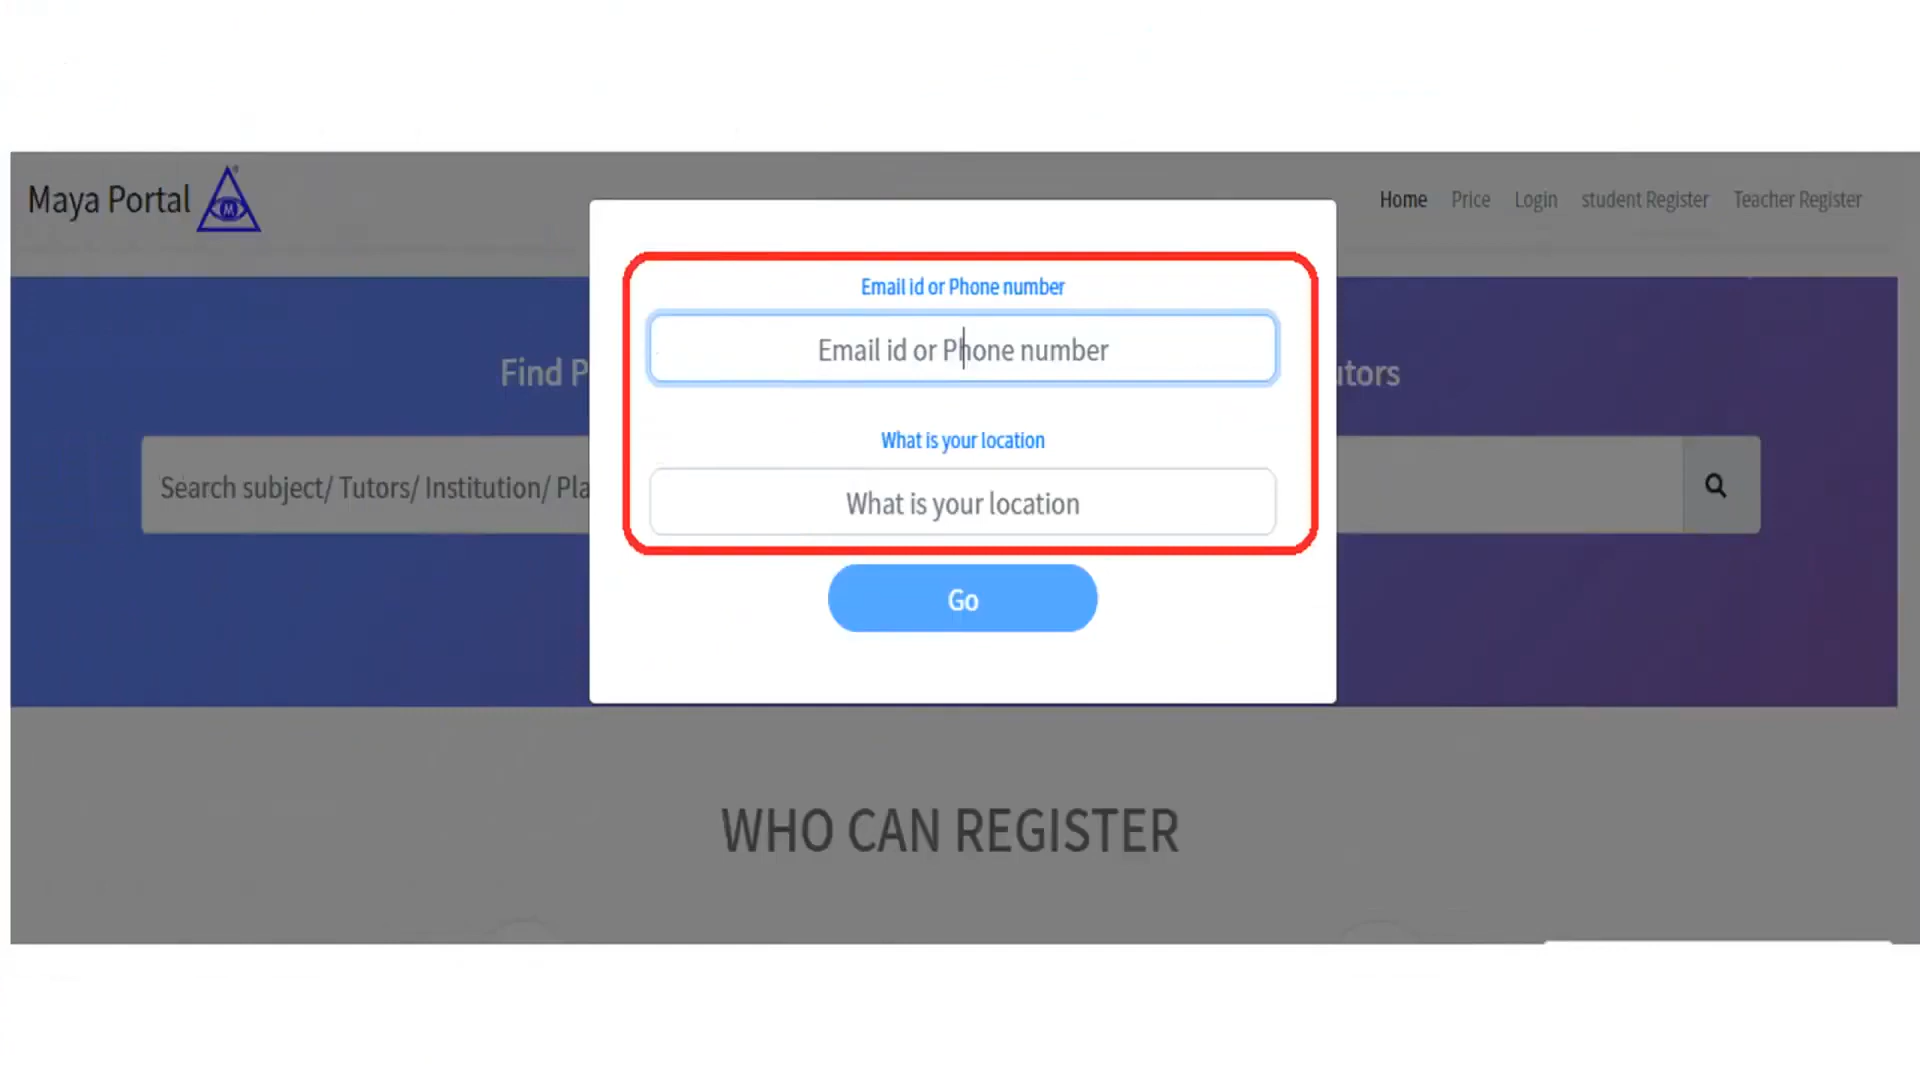 Maya Portal
M
Home Price Login student Register Teacher Register
Email id or Phone number
Email id or Phone number
Find P
utors
What is your location
Search subject/ Tutors/ Institution/ Pla
What is your location
Go
WHO CAN REGISTER